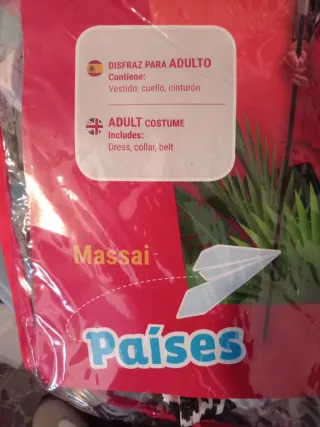 DISFRAZ PARA ADULTO
Contiene:
Vestido, cuello, cinturón
ADULT COSTUME
Includes:
Dress, collar, belt
Massai
Países